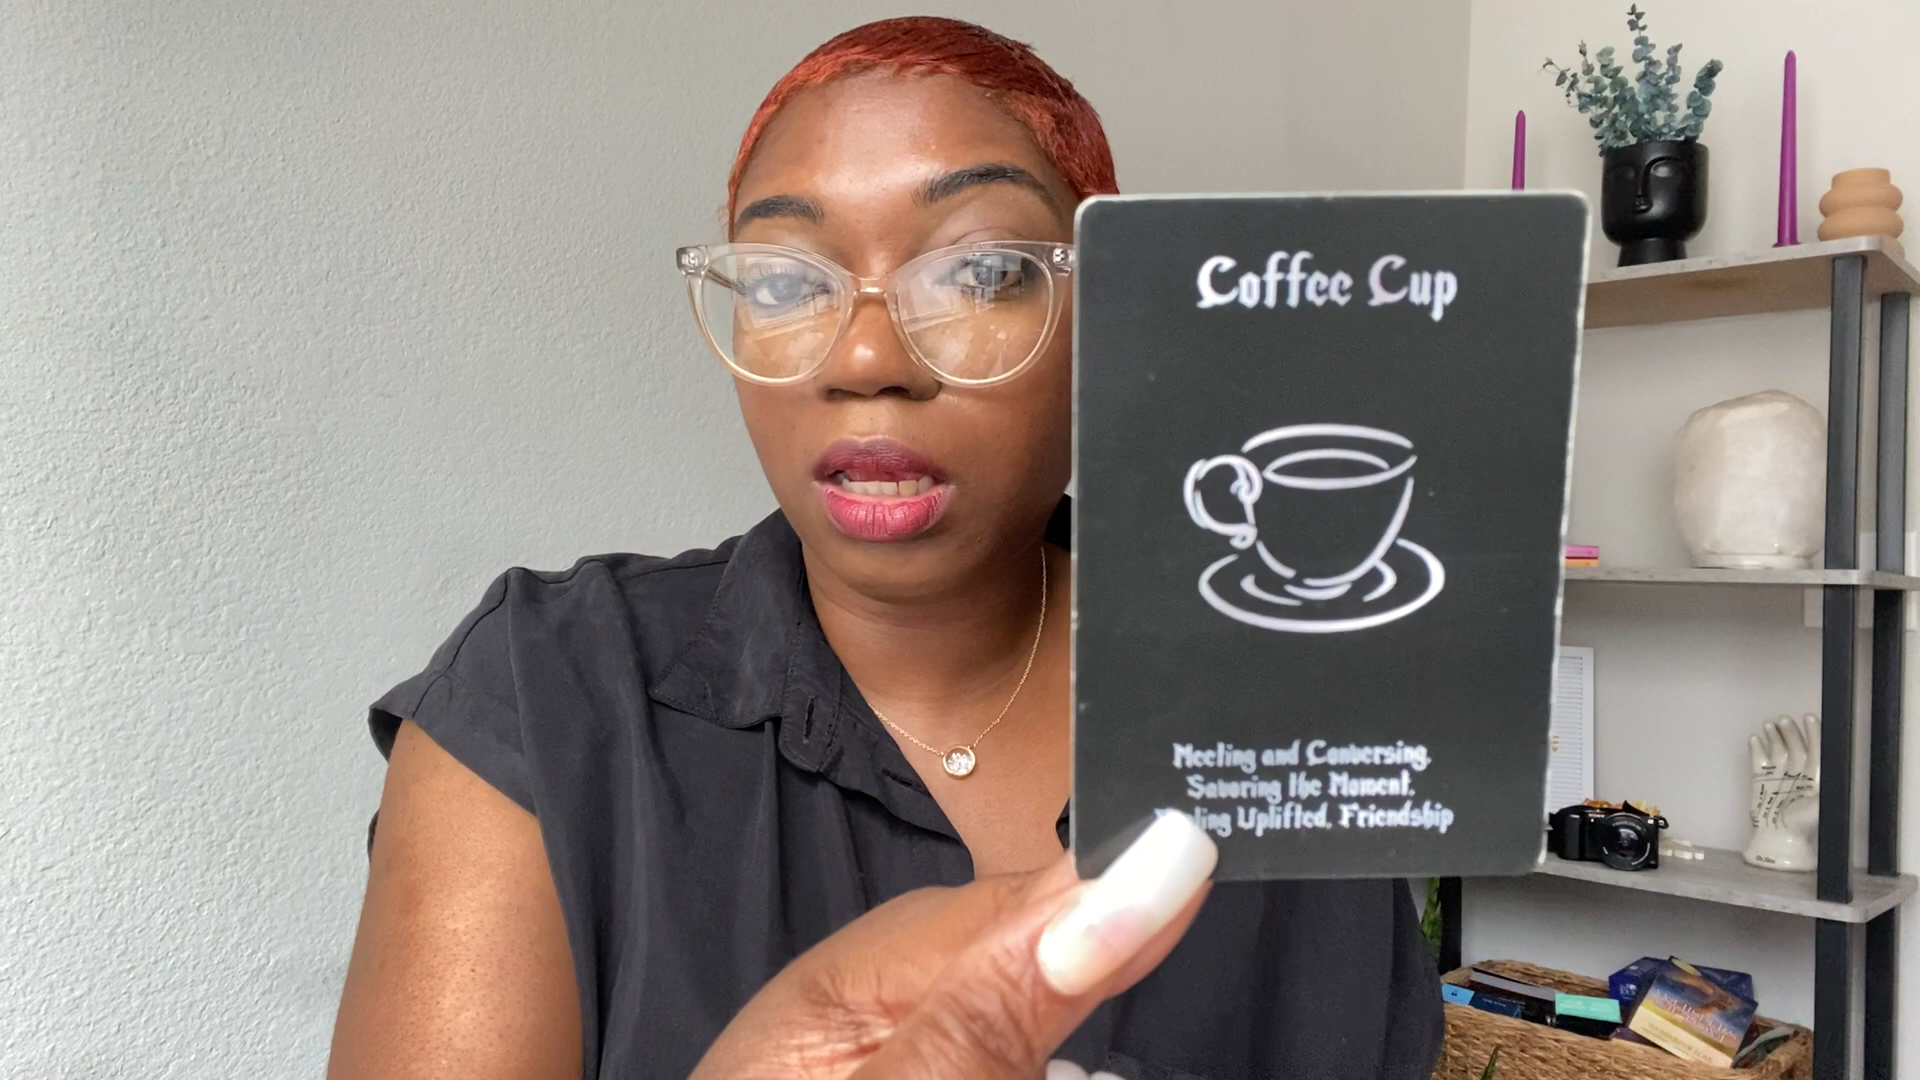 Coffee Cup
Meeting and Conversing,
Savoring the Moment,
Uplifted, Friendship